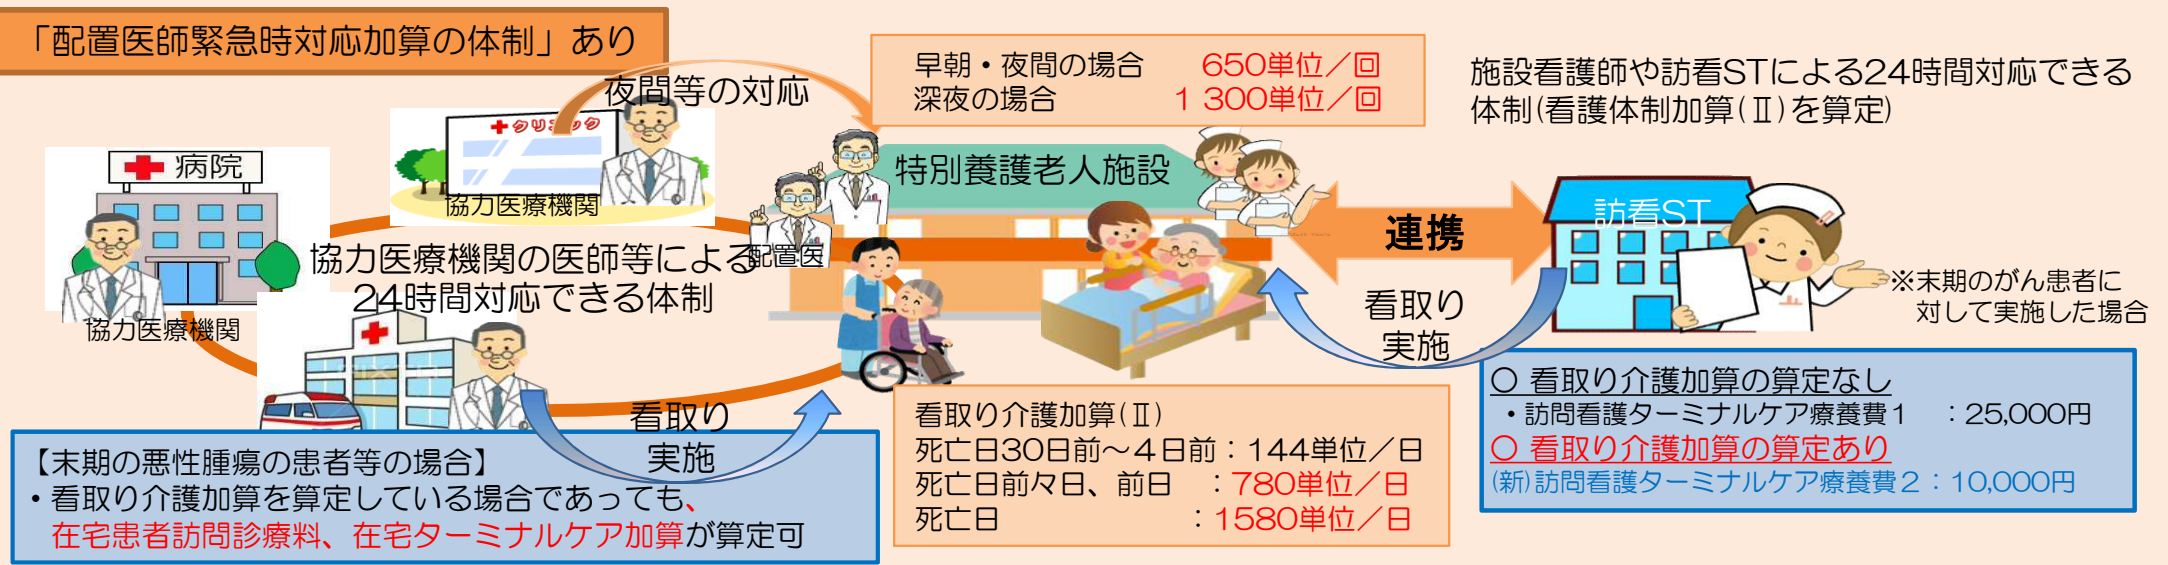 「配置医師緊急時対応加算の体制」あり
夜間等の対応
早朝・夜間の場合　650単位／回
深夜の場合　1 300単位／回
施設看護師や訪看STによる24時間対応できる
体制(看護体制加算(Ⅱ)を算定)
クリニック
協力医療機関
病院
協力医療機関
協力医療機関の医師等による
24時間対応できる体制
配置医
特別養護老人施設
連携
訪看ST
看取り
実施
※末期のがん患者に
対して実施した場合
看取り
実施
【末期の悪性腫瘍の患者等の場合】
・看取り介護加算を算定している場合であっても、
在宅患者訪問診療料、在宅ターミナルケア加算が算定可
看取り介護加算(Ⅱ)
死亡日30日前～4日前：144単位／日
死亡日前々日、前日　：780単位／日
死亡日　：1580単位／日
〇 看取り介護加算の算定なし
・訪問看護ターミナルケア療養費１　：25,000円
〇 看取り介護加算の算定あり
(新)訪問看護ターミナルケア療養費２：10,000円